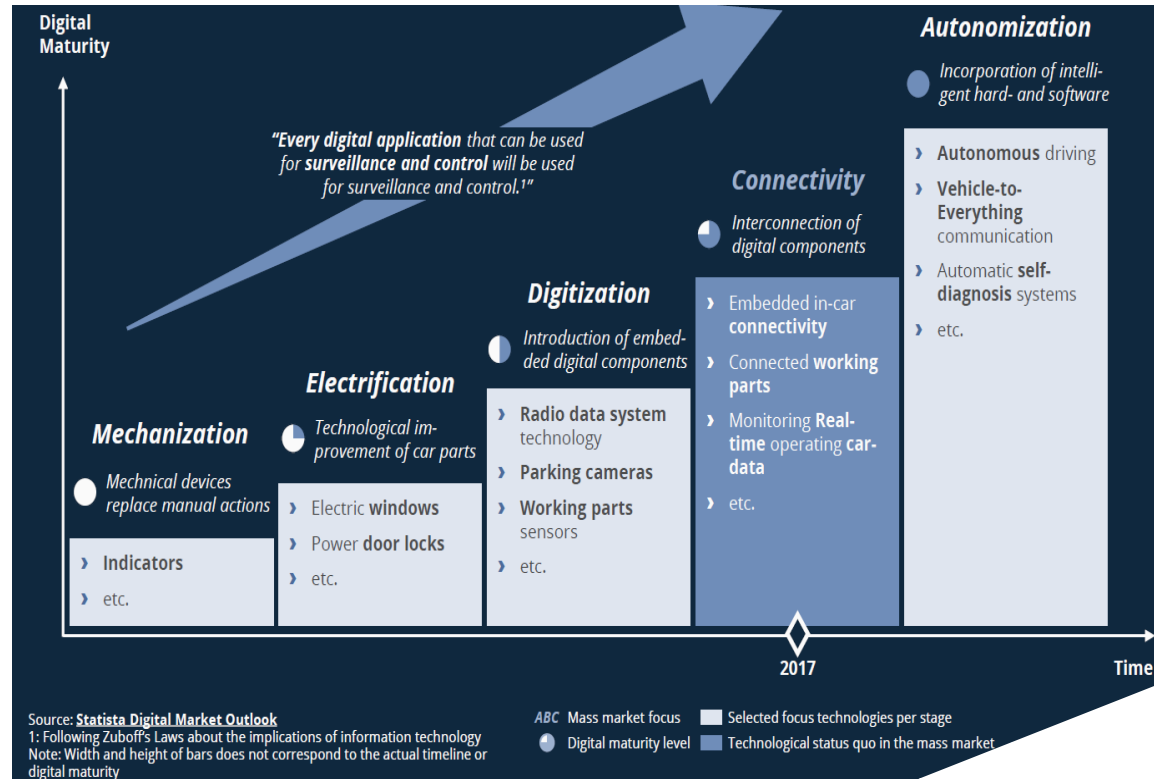 Digital
Maturity
Autonomization
Incorporation of intelli-
gent hard- and software
› Autonomous driving
› Vehicle-to-
Everything
communication
› Automatic self-
diagnosis systems
› etc.
"Every digital application that can be used
for surveillance and control will be used
for surveillance and control.¹"
Connectivity
Interconnection of
digital components
› Embedded in-car
connectivity
› Connected working
parts
› Monitoring Real-
time operating car-
data
› etc.
Digitization
Introduction of embed-
ded digital components
› Radio data system
technology
› Parking cameras
› Working parts
sensors
› etc.
Electrification
Technological im-
provement of car parts
› Electric windows
› Power door locks
› etc.
Mechanization
Mechnical devices
replace manual actions
› Indicators
› etc.
2017
Time
Source: Statista Digital Market Outlook
1: Following Zuboff's Laws about the implications of information technology
Note: Width and height of bars does not correspond to the actual timeline or
digital maturity
ABC Mass market focus
Digital maturity level
Selected focus technologies per stage
Technological status quo in the mass market